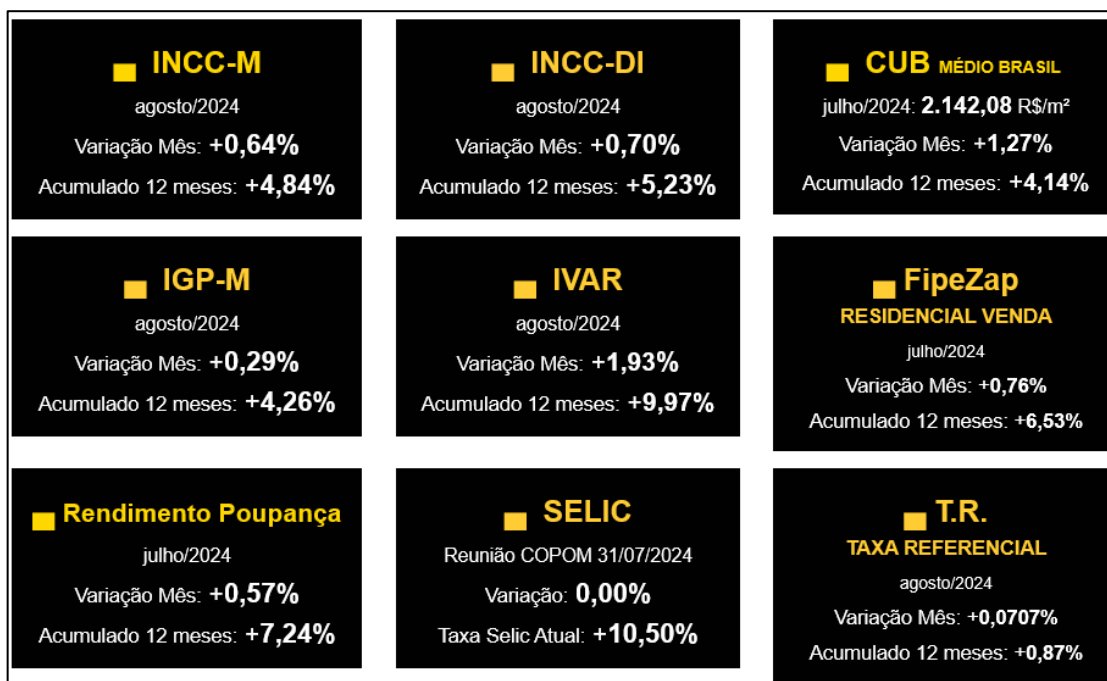 INCC-M
agosto/2024
Variação Mês: +0,64%
Acumulado 12 meses: +4,84%
INCC-DI
agosto/2024
Variação Mês: +0,70%
Acumulado 12 meses: +5,23%
CUB MÉDIO BRASIL
julho/2024: 2.142,08 R$/m²
Variação Mês: +1,27%
Acumulado 12 meses: +4,14%
IGP-M
agosto/2024
Variação Mês: +0,29%
Acumulado 12 meses: +4,26%
IVAR
agosto/2024
Variação Mês: +1,93%
Acumulado 12 meses: +9,97%
FipeZap
RESIDENCIAL VENDA
julho/2024
Variação Mês: +0,76%
Acumulado 12 meses: +6,53%
Rendimento Poupança
julho/2024
Variação Mês: +0,57%
Acumulado 12 meses: +7,24%
SELIC
Reunião COPOM 31/07/2024
Variação: 0,00%
Taxa Selic Atual: +10,50%
T.R.
TAXA REFERENCIAL
agosto/2024
Variação Mês: +0,0707%
Acumulado 12 meses: +0,87%